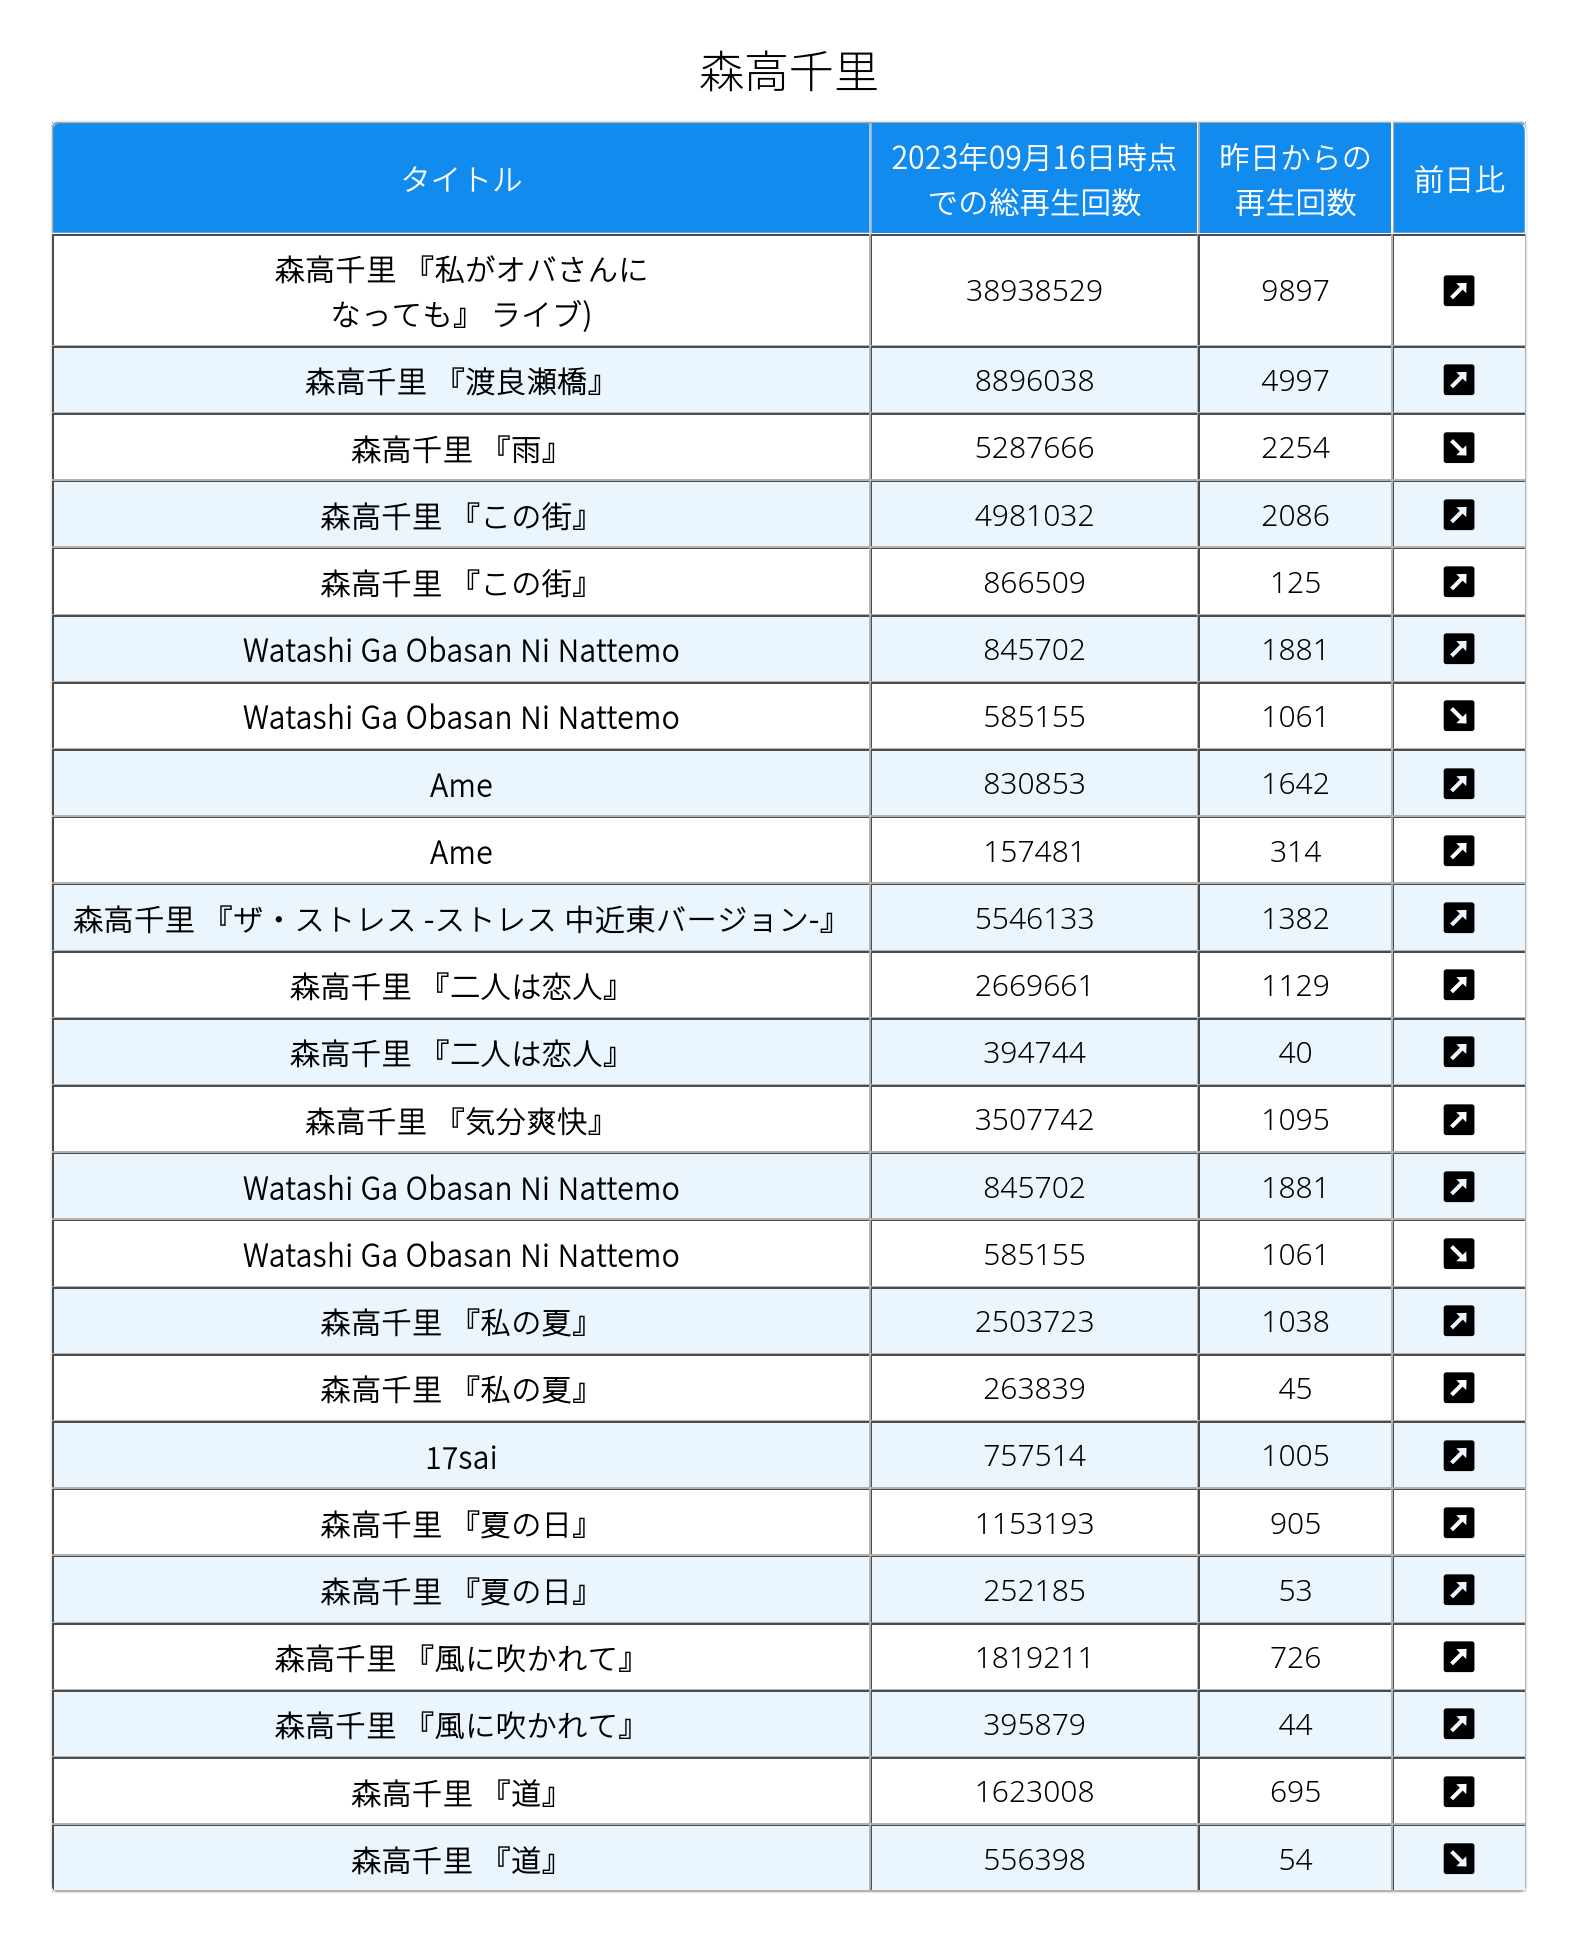 森高千里
タイトル
2023年09月16日時点
での総再生回数
昨日からの
再生回数
前日比
森高千里 『私がオバさんに
なっても』 ライブ)
38938529 9897
森高千里 『渡良瀬橋』 8896038 4997
森高千里 『雨』 5287666 2254
森高千里 『この街』 4981032 2086
森高千里 『この街』 866509 125
Watashi Ga Obasan Ni Nattemo 845702 1881
Watashi Ga Obasan Ni Nattemo 585155 1061
Ame 830853 1642
Ame 157481 314
森高千里 『ザ・ストレス -ストレス 中近東バージョン-』 5546133 1382
森高千里 『二人は恋人』 2669661 1129
森高千里 『二人は恋人』 394744 40
森高千里 『気分爽快』 3507742 1095
Watashi Ga Obasan Ni Nattemo 845702 1881
Watashi Ga Obasan Ni Nattemo 585155 1061
森高千里 『私の夏』 2503723 1038
森高千里 『私の夏』 263839 45
17sai 757514 1005
森高千里 『夏の日』 1153193 905
森高千里 『夏の日』 252185 53
森高千里 『風に吹かれて』 1819211 726
森高千里 『風に吹かれて』 395879 44
森高千里 『道』 1623008 695
森高千里 『道』 556398 54